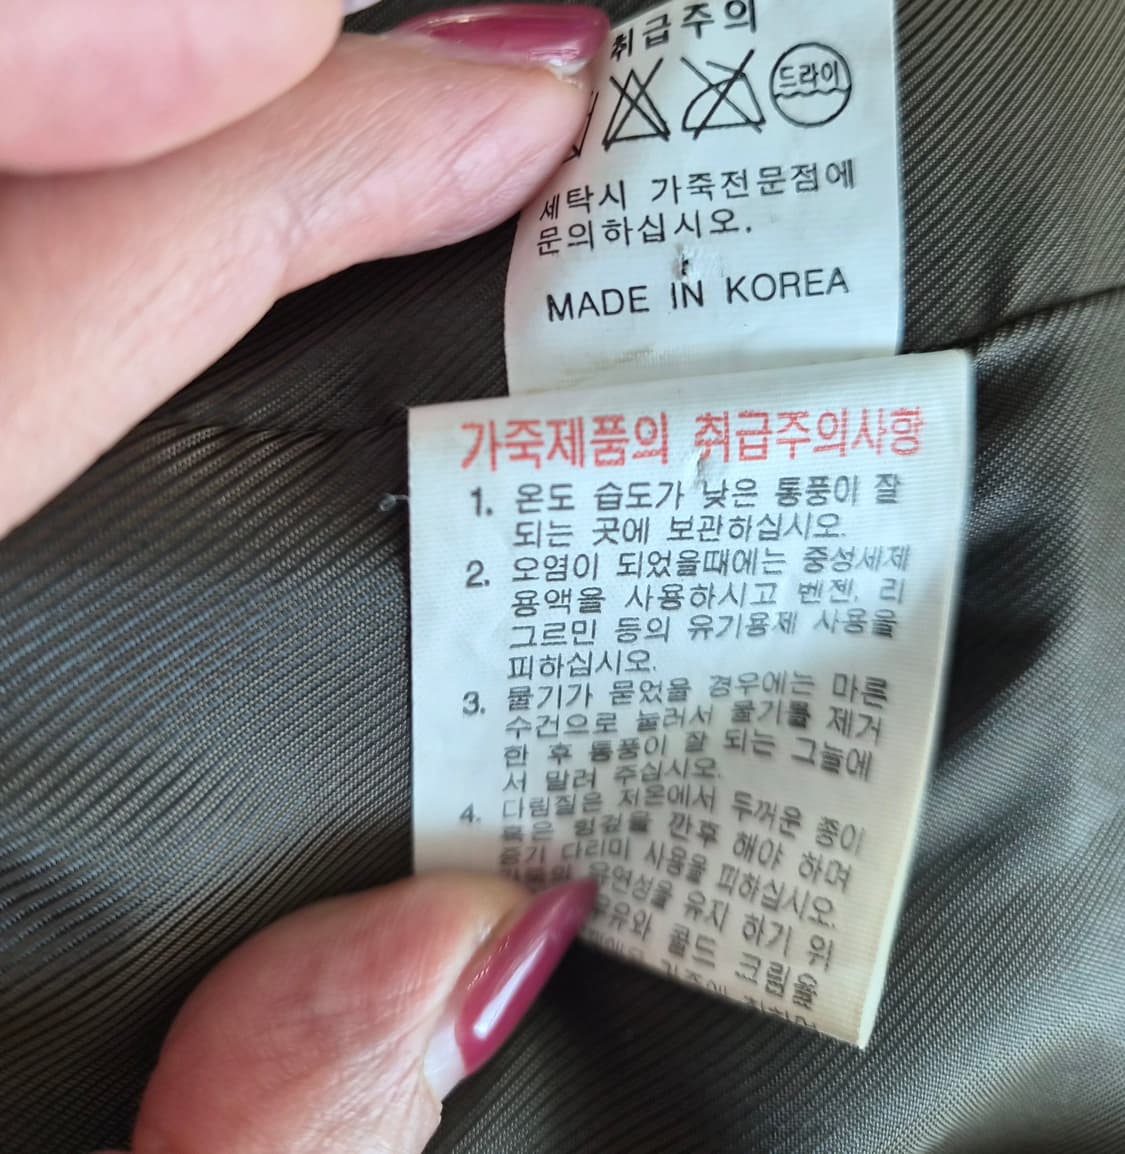 취급주의
드라이
세탁시 가죽전문점에
문의하십시오.
MADE IN KOREA
가죽제품의 취급주의사항
1. 온도 습도가 낮은 통풍이 잘
되는 곳에 보관하십시오.
2. 오염이 되었을때에는 중성세제
용액을 사용하시고 벤젠, 리
그르민 등의 유기용제 사용을
피하십시오.
3. 물기가 묻었을 경우에는 마른
수건으로 눌러서 물기를 제거
한 후 통풍이 잘 되는 그늘에
서 말려 주십시오.
4. 다림질은 저온에서 두꺼운 종이
혹은 헝겊을 깐후 해야 하며
증기 다리미 사용을 피하십시오.
유연성을 유지 하기 위
우유와 콜드 크림을